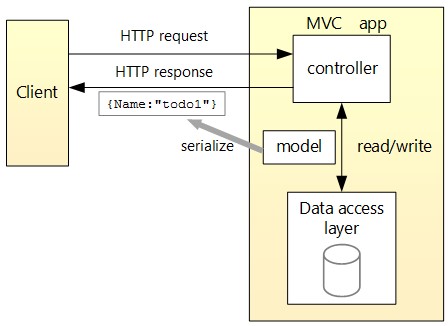 HTTP request
MVC app
controller
HTTP response
Client
{Name:"todo1"}
serialize
model
read/write
Data access
layer